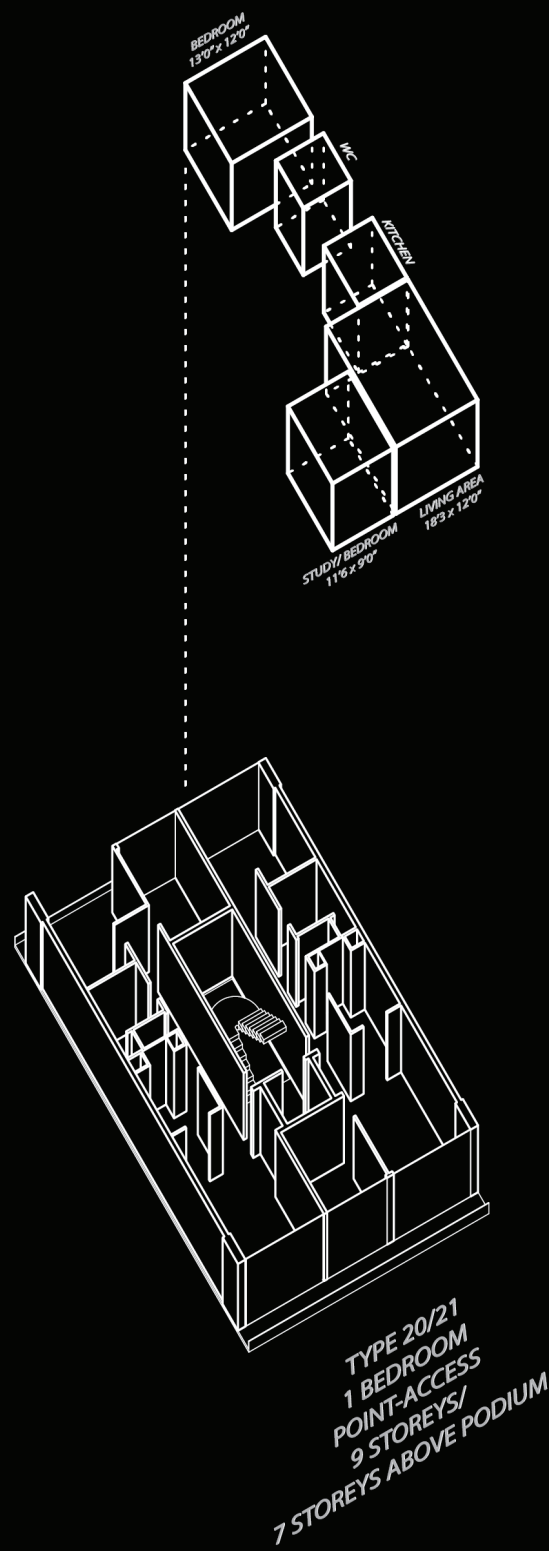 BEDROOM
13'0" x 12'0"
WC
KITCHEN
LIVING AREA
18'3 x 12'0"
STUDY/ BEDROOM
11'6 x 9'0"
TYPE 20/21
1 BEDROOM
POINT-ACCESS
9 STOREYS/
7 STOREYS ABOVE PODIUM